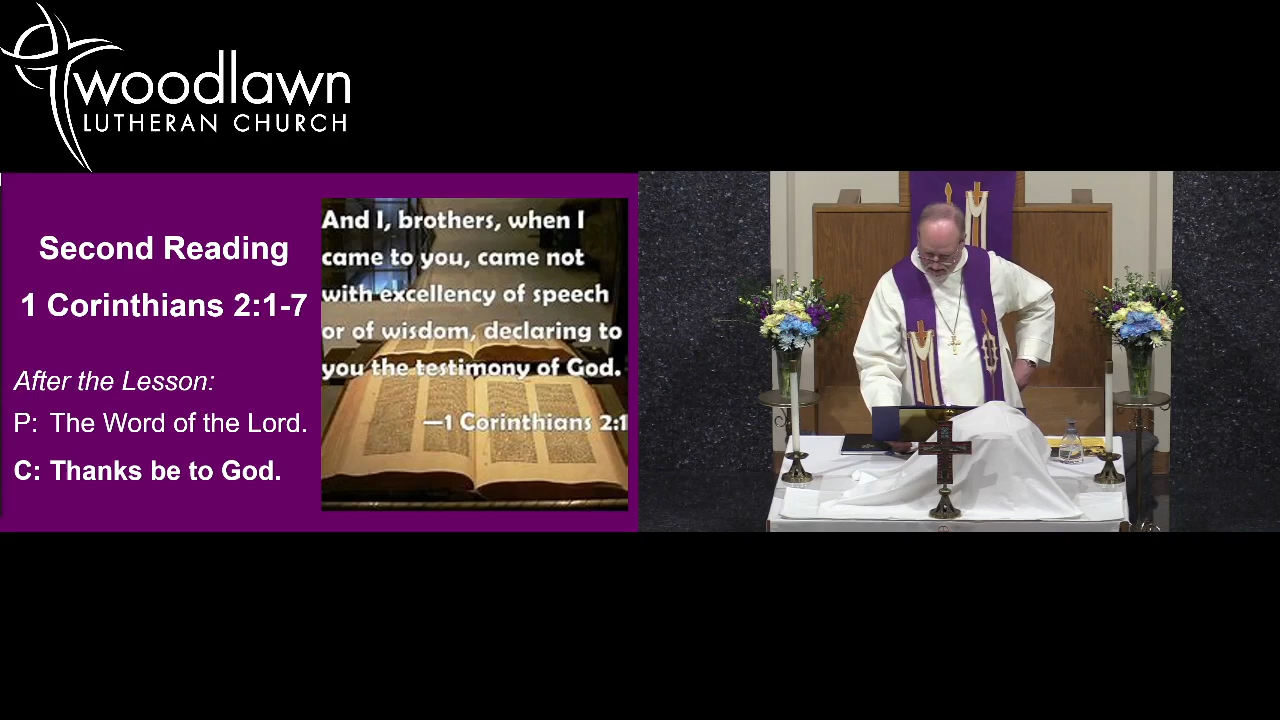 woodlawn
LUTHERAN CHURCH
Second Reading
1 Corinthians 2:1-7
After the Lesson:
P: The Word of the Lord.
C: Thanks be to God.
And I, brothers, when I
came to you, came not
with excellency of speech
or of wisdom, declaring to
you the testimony of God.
—1 Corinthians 2:1